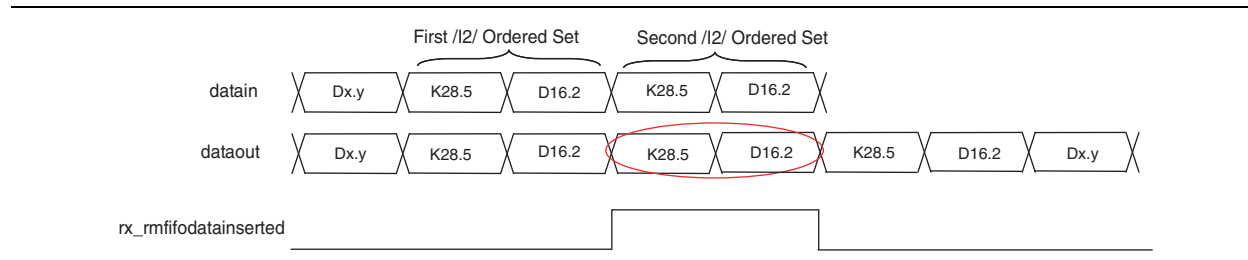 First /I2/ Ordered Set Second /I2/ Ordered Set
datain Dx.y K28.5 D16.2 K28.5 D16.2
dataout Dx.y K28.5 D16.2 K28.5 D16.2 K28.5 D16.2 Dx.y
rx_rmfifodatainserted